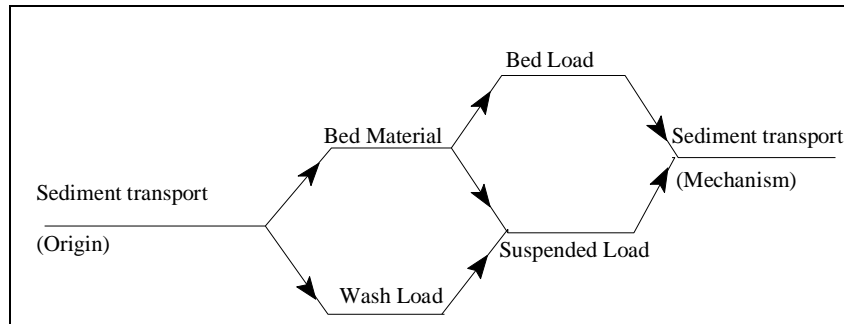 Bed Load
Bed Material
Sediment transport
(Mechanism)
Sediment transport
(Origin)
Suspended Load
Wash Load